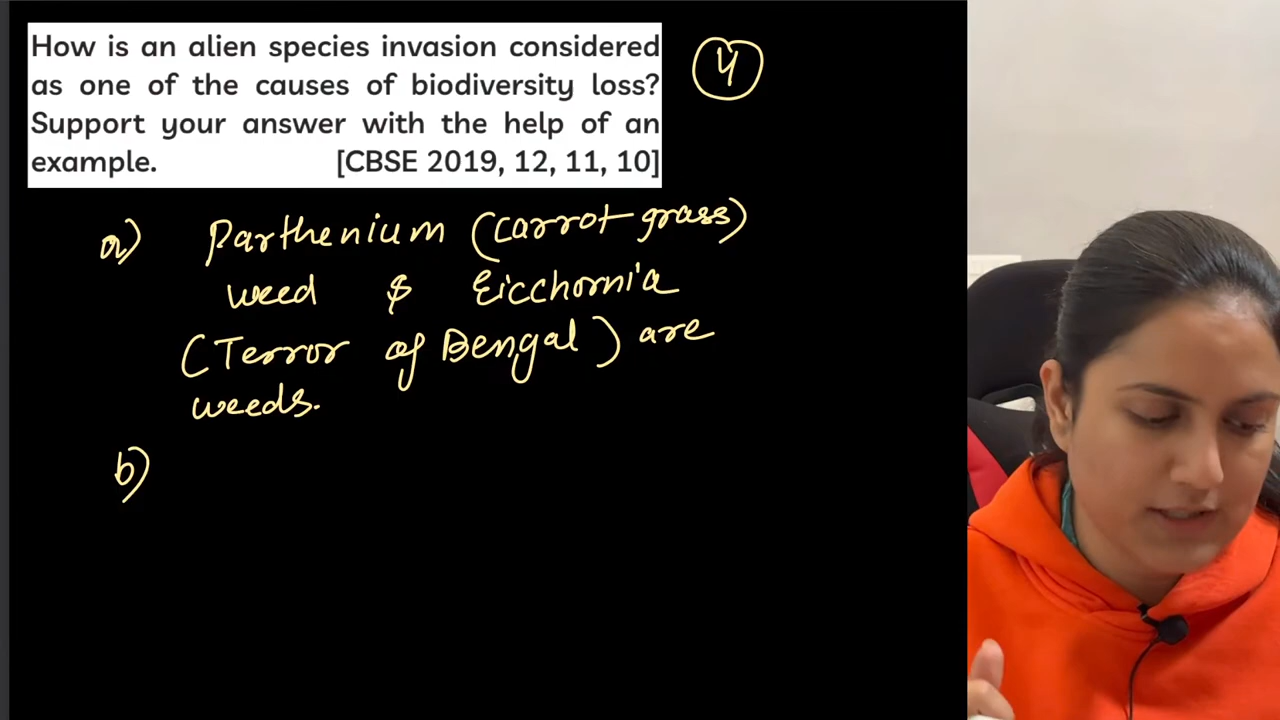 How is an alien species invasion considered
as one of the causes of biodiversity loss?
Support your answer with the help of an
example. [CBSE 2019, 12, 11, 10]
4
a) Parthenium (carrot grass)
weed & Eicchornia
(Terror of Bengal) are
weeds.
b)